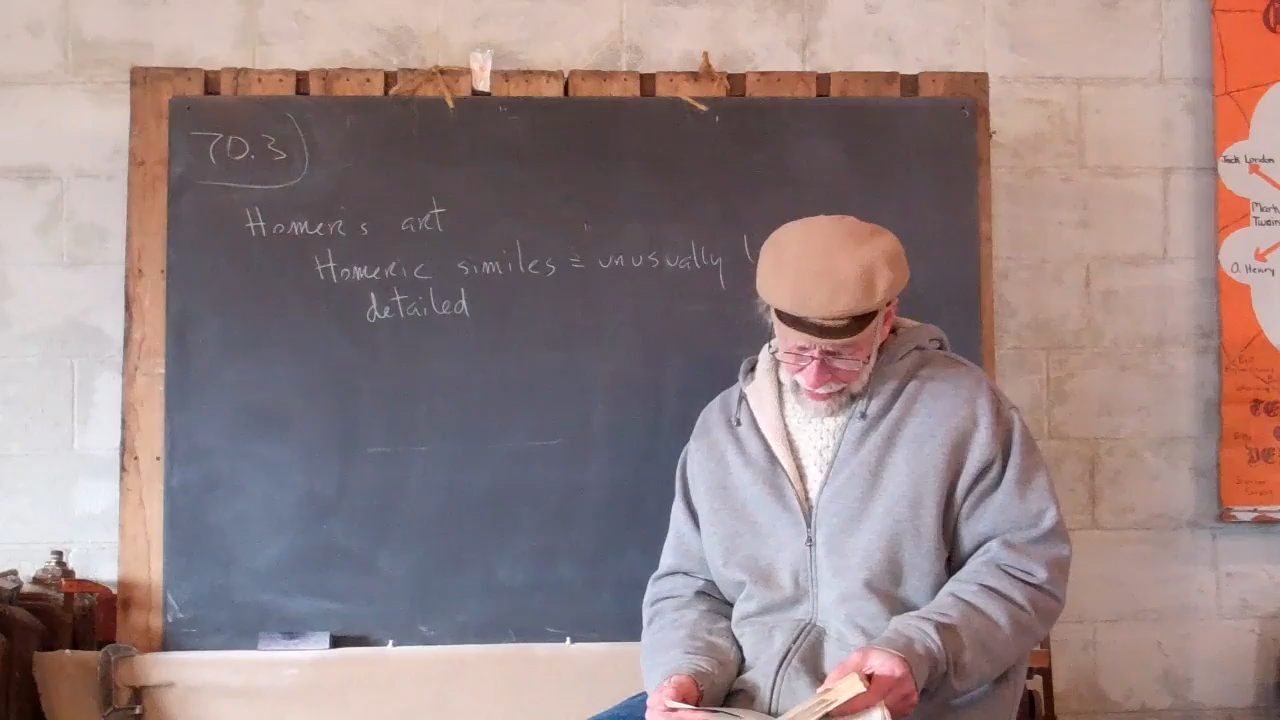 70.3
Homer's art
Homeric similes = unusually
detailed
Jack London
Mark
Twain
O. Henry